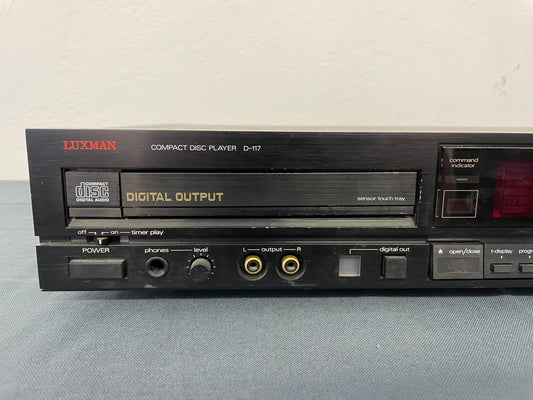 LUXMAN COMPACT DISC PLAYER D-117
command indicator
COMPACT disc DIGITAL AUDIO
DIGITAL OUTPUT
sensor touch tray
off on timer play
POWER
phones level
L output R
digital out
open/close
t-display